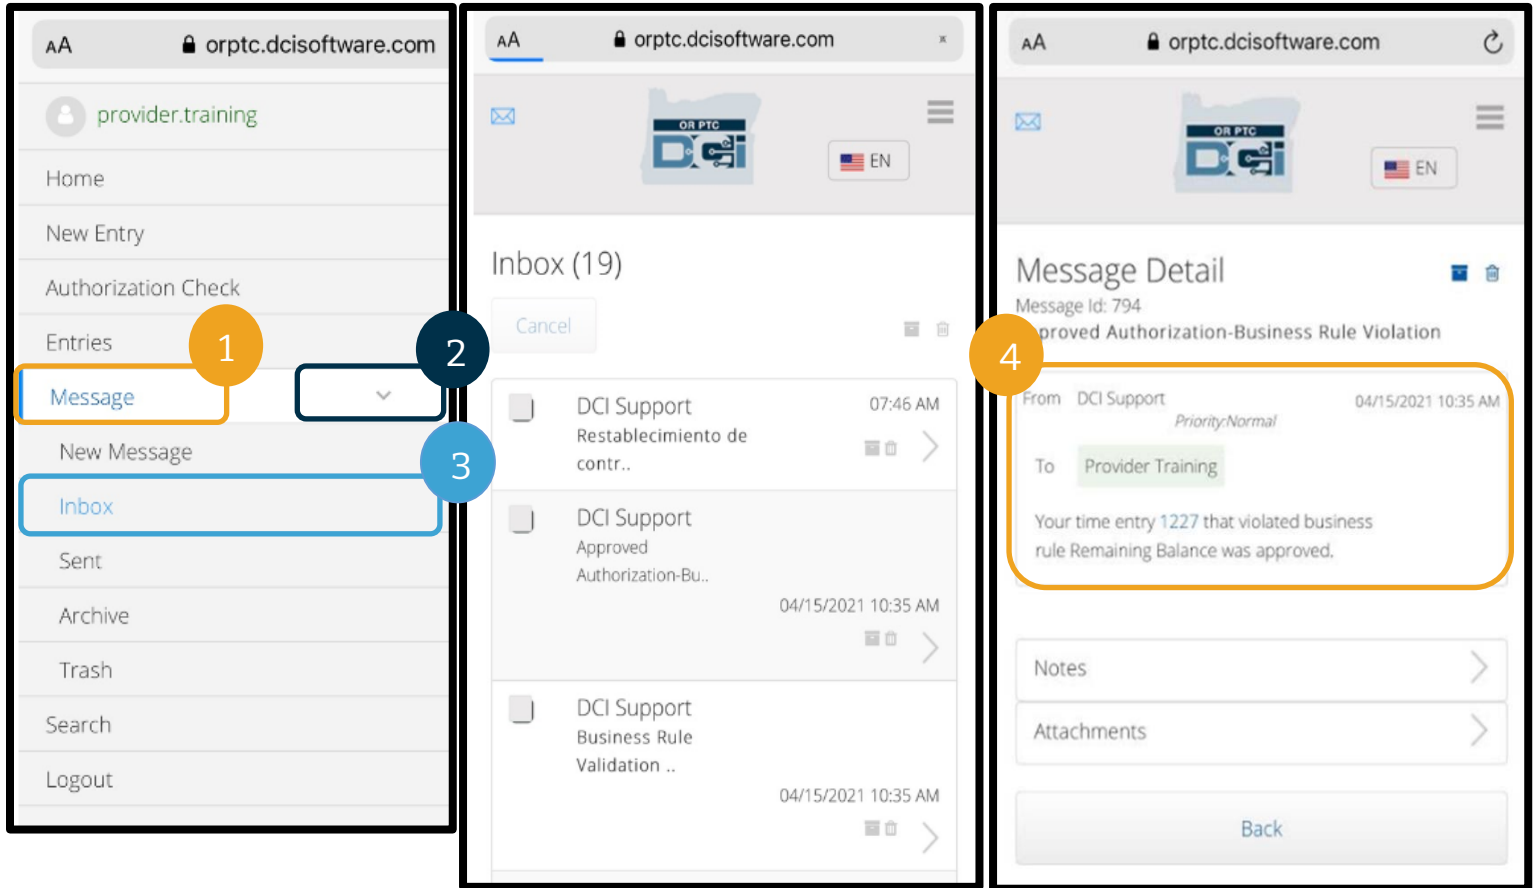 AA orptc.dcisoftware.com
provider.training
Home
New Entry
Authorization Check
Entries
1
2
Message
New Message
3
Inbox
Sent
Archive
Trash
Search
Logout
AA orptc.dcisoftware.com x
OR PTC
DCi
EN
Inbox (19)
Cancel
DCI Support 07:46 AM
Restablecimiento de
contr..
DCI Support
Approved
Authorization-Bu..
04/15/2021 10:35 AM
DCI Support
Business Rule
Validation ..
04/15/2021 10:35 AM
AA orptc.dcisoftware.com
OR PTC
DCi
EN
Message Detail
Message Id: 794
proved Authorization-Business Rule Violation
4
From DCI Support 04/15/2021 10:35 AM
Priority:Normal
To Provider Training
Your time entry 1227 that violated business
rule Remaining Balance was approved.
Notes
Attachments
Back